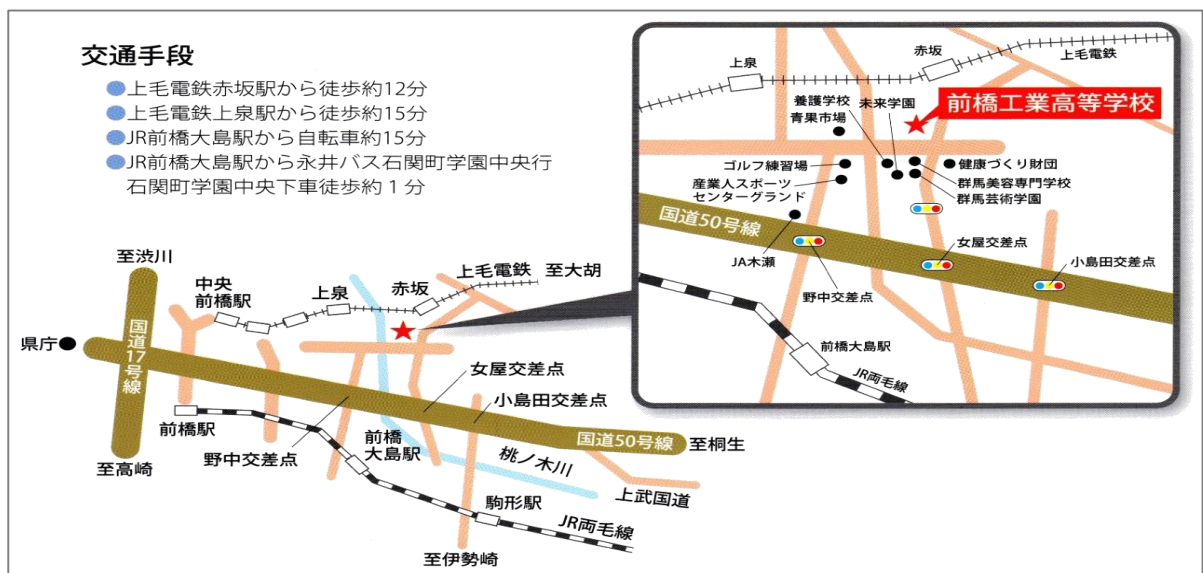 交通手段
上毛電鉄赤坂駅から徒歩約12分
上毛電鉄上泉駅から徒歩約15分
JR前橋大島駅から自転車約15分
JR前橋大島駅から永井バス石関町学園中央行
石関町学園中央下車徒歩約1分
至渋川
中央
前橋駅
上泉
赤坂
上毛電鉄
至大胡
県庁
国道17号線
女屋交差点
小島田交差点
前橋駅
野中交差点
前橋
大島駅
国道50号線
至桐生
桃ノ木川
至高崎
上武国道
駒形駅
JR両毛線
至伊勢崎
上泉
赤坂
上毛電鉄
前橋工業高等学校
養護学校
未来学園
青果市場
ゴルフ練習場
健康づくり財団
産業人スポーツ
センターグランド
群馬美容専門学校
群馬芸術学園
国道50号線
JA木瀬
女屋交差点
小島田交差点
野中交差点
前橋大島駅
JR両毛線